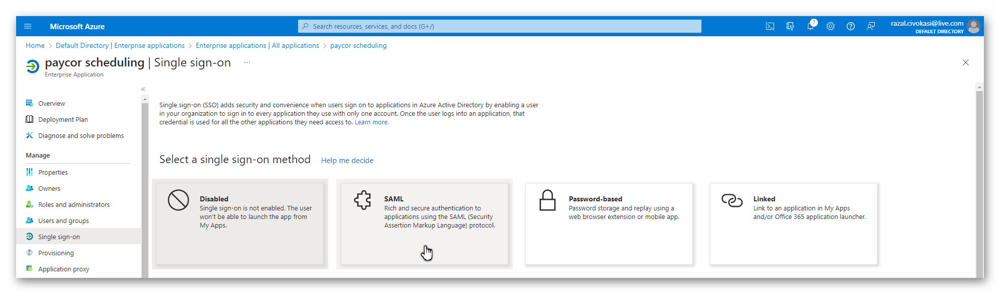 Microsoft Azure
Search resources, services, and docs (G+/)
7
razal.civokasi@live.com
DEFAULT DIRECTORY
Home > Default Directory | Enterprise applications > Enterprise applications | All applications > paycor scheduling
paycor scheduling | Single sign-on ...
Enterprise Application
«
Overview
Deployment Plan
Diagnose and solve problems
Manage
Properties
Owners
Roles and administrators
Users and groups
Single sign-on
Provisioning
Application proxy
Single sign-on (SSO) adds security and convenience when users sign on to applications in Azure Active Directory by enabling a user
in your organization to sign in to every application they use with only one account. Once the user logs into an application, that
credential is used for all the other applications they need access to. Learn more.
Select a single sign-on method Help me decide
Disabled
Single sign-on is not enabled. The user
won't be able to launch the app from
My Apps.
SAML
Rich and secure authentication to
applications using the SAML (Security
Assertion Markup Language) protocol.
Password-based
Password storage and replay using a
web browser extension or mobile app.
Linked
Link to an application in My Apps
and/or Office 365 application launcher.